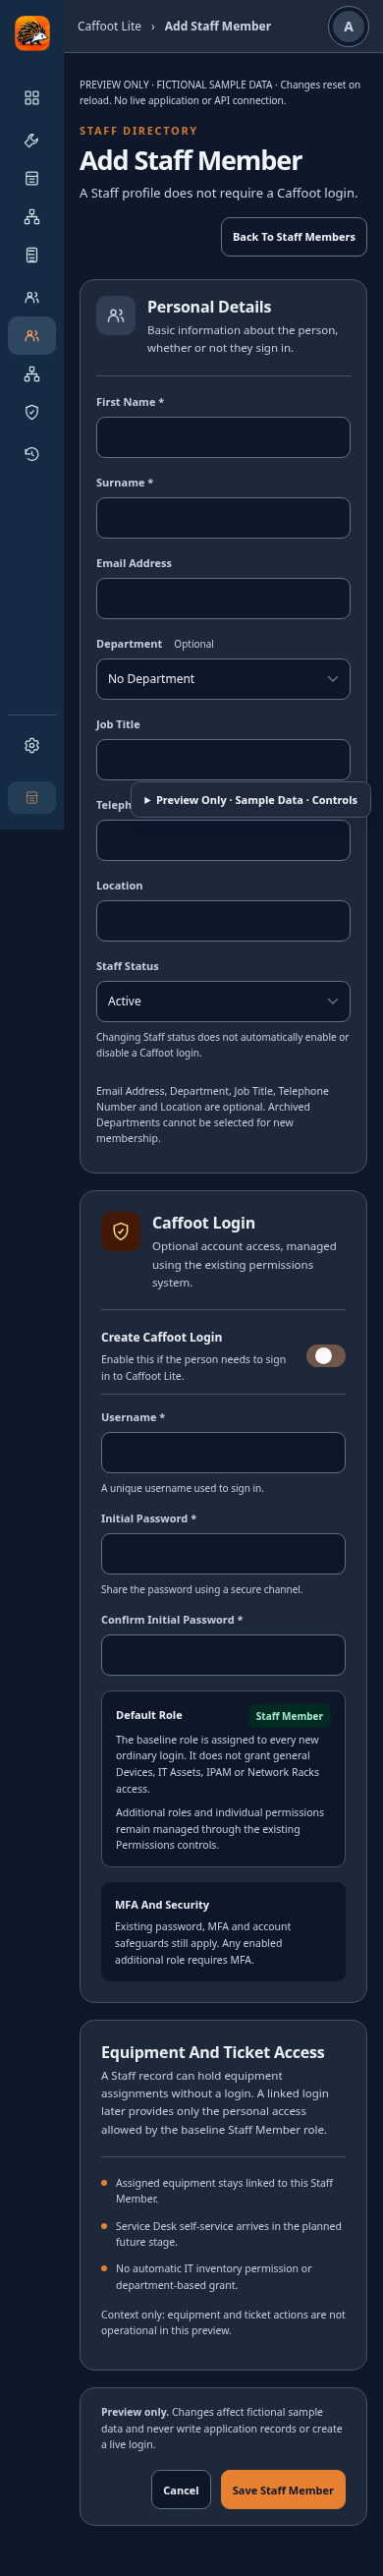 Caffoot Lite › Add Staff Member
A
PREVIEW ONLY · FICTIONAL SAMPLE DATA · Changes reset on
reload. No live application or API connection.
STAFF DIRECTORY
Add Staff Member
A Staff profile does not require a Caffoot login.
Back To Staff Members
Personal Details
Basic information about the person,
whether or not they sign in.
First Name *
Surname *
Email Address
Department Optional
No Department
Job Title
Preview Only · Sample Data · Controls
Location
Staff Status
Active
Changing Staff status does not automatically enable or
disable a Caffoot login.
Email Address, Department, Job Title, Telephone
Number and Location are optional. Archived
Departments cannot be selected for new
membership.
Caffoot Login
Optional account access, managed
using the existing permissions
system.
Create Caffoot Login
Enable this if the person needs to sign
in to Caffoot Lite.
Username *
A unique username used to sign in.
Initial Password *
Share the password using a secure channel.
Confirm Initial Password *
Default Role
Staff Member
The baseline role is assigned to every new
ordinary login. It does not grant general
Devices, IT Assets, IPAM or Network Racks
access.
Additional roles and individual permissions
remain managed through the existing
Permissions controls.
MFA And Security
Existing password, MFA and account
safeguards still apply. Any enabled
additional role requires MFA.
Equipment And Ticket Access
A Staff record can hold equipment
assignments without a login. A linked login
later provides only the personal access
allowed by the baseline Staff Member role.
Assigned equipment stays linked to this Staff
Member.
Service Desk self-service arrives in the planned
future stage.
No automatic IT inventory permission or
department-based grant.
Context only: equipment and ticket actions are not
operational in this preview.
Preview only. Changes affect fictional sample
data and never write application records or create
a live login.
Cancel
Save Staff Member